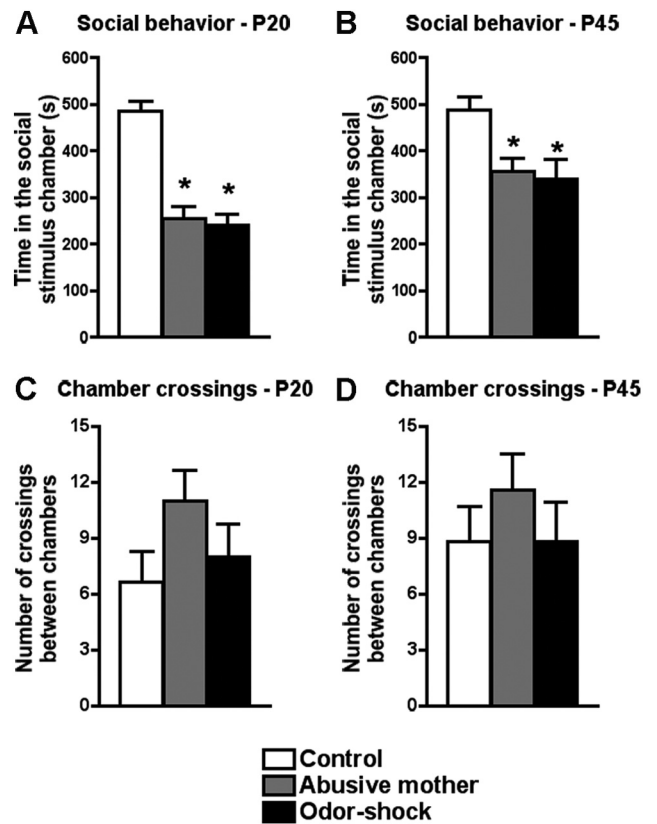 A Social behavior - P20
600
500
400
300
200
100
0
Time in the social
stimulus chamber (s)
* *
B Social behavior - P45
600
500
400
300
200
100
0
Time in the social
stimulus chamber (s)
* *
C Chamber crossings - P20
15
12
9
6
3
0
Number of crossings
between chambers
D Chamber crossings - P45
15
12
9
6
3
0
Number of crossings
between chambers
Control
Abusive mother
Odor-shock